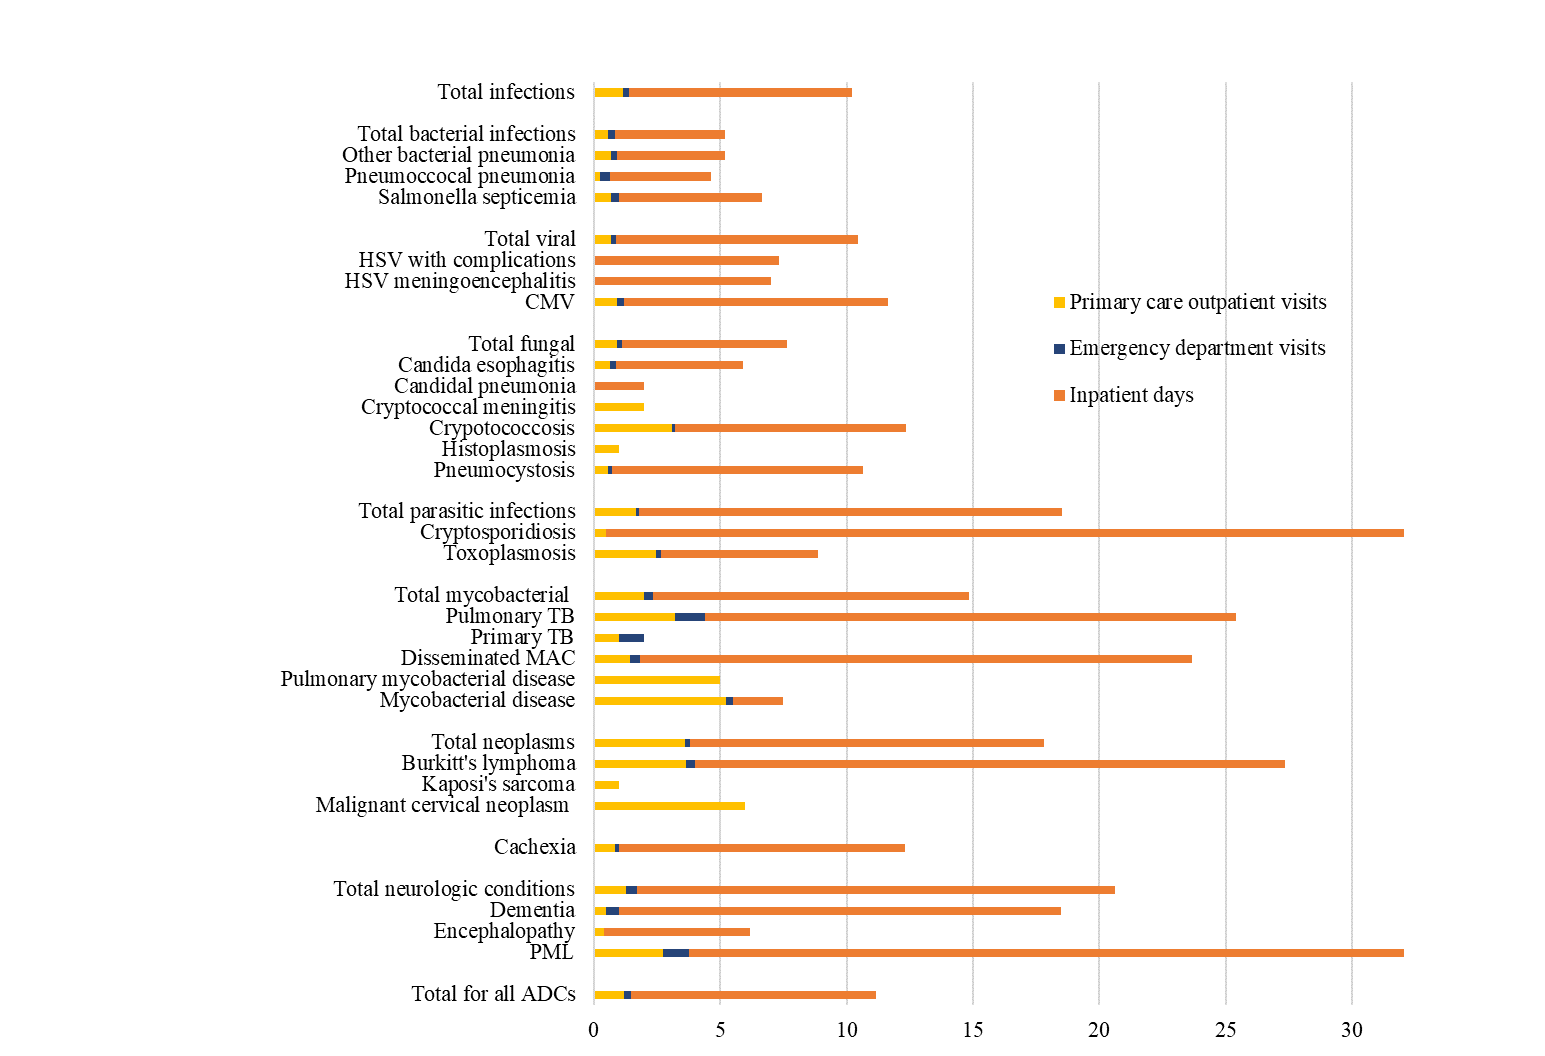 Total infections
Total bacterial infections
Other bacterial pneumonia
Pneumoccocal pneumonia
Salmonella septicemia
Total viral
HSV with complications
HSV meningoencephalitis
CMV
Total fungal
Candida esophagitis
Candidal pneumonia
Cryptococcal meningitis
Crypotococcosis
Histoplasmosis
Pneumocystosis
Total parasitic infections
Cryptosporidiosis
Toxoplasmosis
Total mycobacterial
Pulmonary TB
Primary TB
Disseminated MAC
Pulmonary mycobacterial disease
Mycobacterial disease
Total neoplasms
Burkitt's lymphoma
Kaposi's sarcoma
Malignant cervical neoplasm
Cachexia
Total neurologic conditions
Dementia
Encephalopathy
PML
Total for all ADCs
Primary care outpatient visits
Emergency department visits
Inpatient days
0 5 10 15 20 25 30